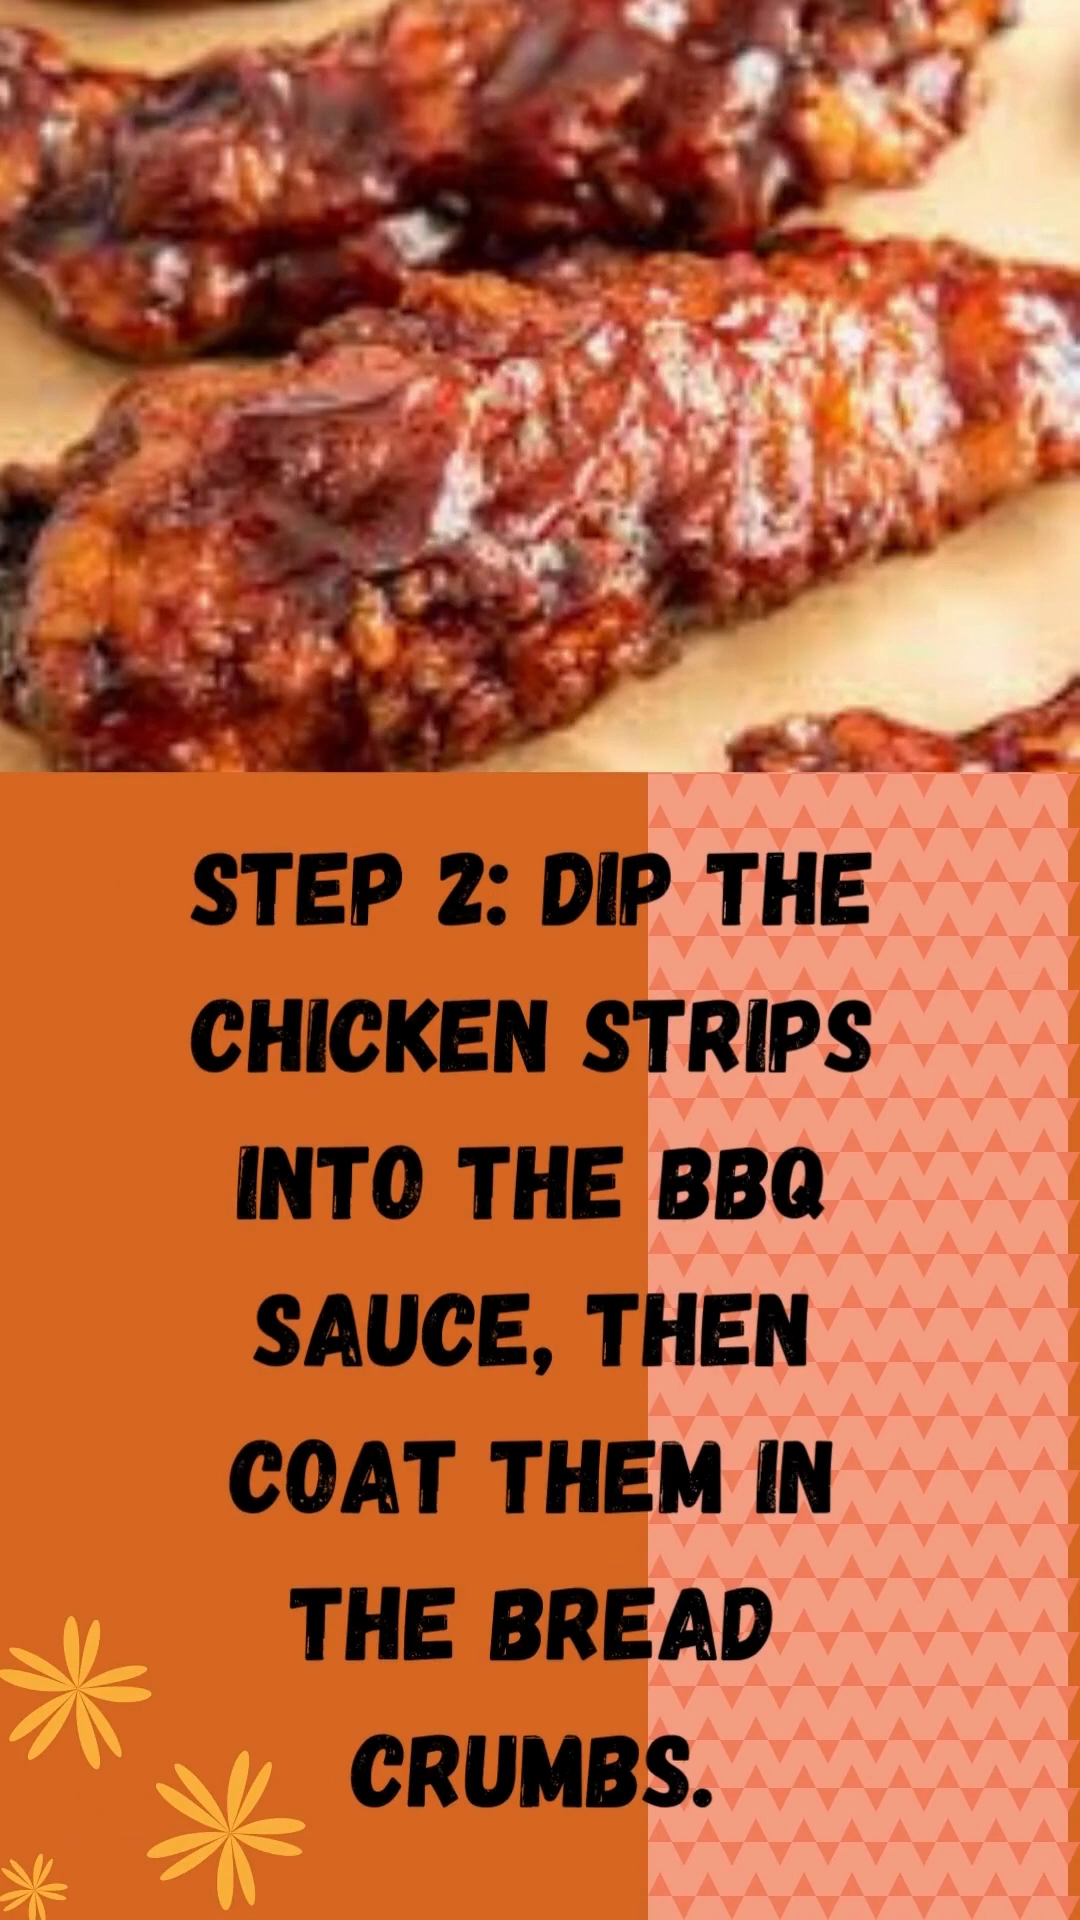 STEP 2: DIP THE
CHICKEN STRIPS
INTO THE BBQ
SAUCE, THEN
COAT THEM IN
THE BREAD
CRUMBS.